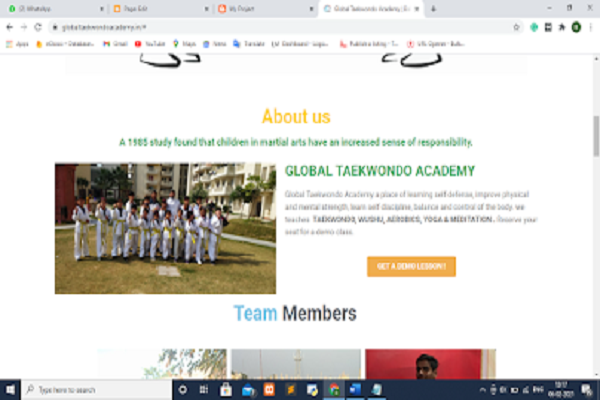 WhatsApp
Page Edit
My Project
Global Taekwondo Academy
globaltaekwondoacademy.in/#
Apps
Gmail
YouTube
Maps
News
Translate
About us
A 1985 study found that children in martial arts have an increased sense of responsibility.
GLOBAL TAEKWONDO ACADEMY
Global Taekwondo Academy a place of learning self defense, improve physical
and mental strength, learn self discipline, balance and control of the body. we
teaches TAEKWONDO, WUSHU, AEROBICS, YOGA & MEDITATION. Reserve your
seat for a demo class.
GET A DEMO LESSON !
Team Members
Type here to search
ENG